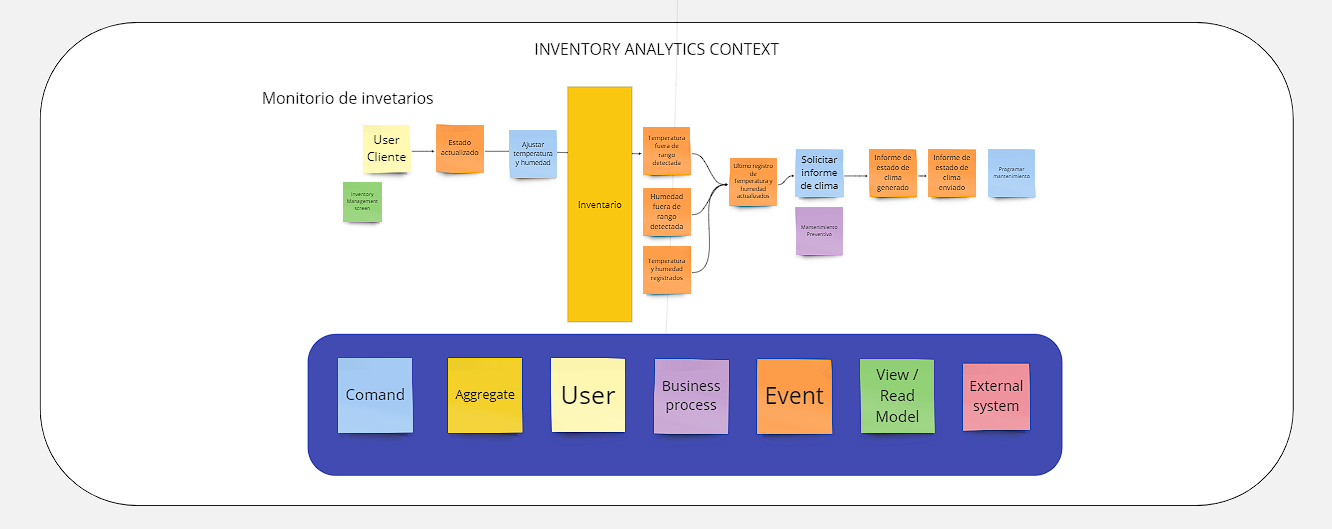 INVENTORY ANALYTICS CONTEXT
Monitorio de invetarios
User
Cliente
Inventory
Management
screen
Estado
actualizado
Ajustar
temperatura
y humedad
Inventario
Temperatura
fuera de
rango
detectada
Humedad
fuera de
rango
detectada
Temperatura
y humedad
registrados
Ultimo registro
de
Temperatura y
humedad
actualizados
Solicitar
informe
de clima
Mantenimiento
Preventivo
Informe de
estado de
clima
generado
Informe de
estado de
clima
enviado
Programar
mantenimiento
Comand
Aggregate
User
Business
process
Event
View /
Read
Model
External
system